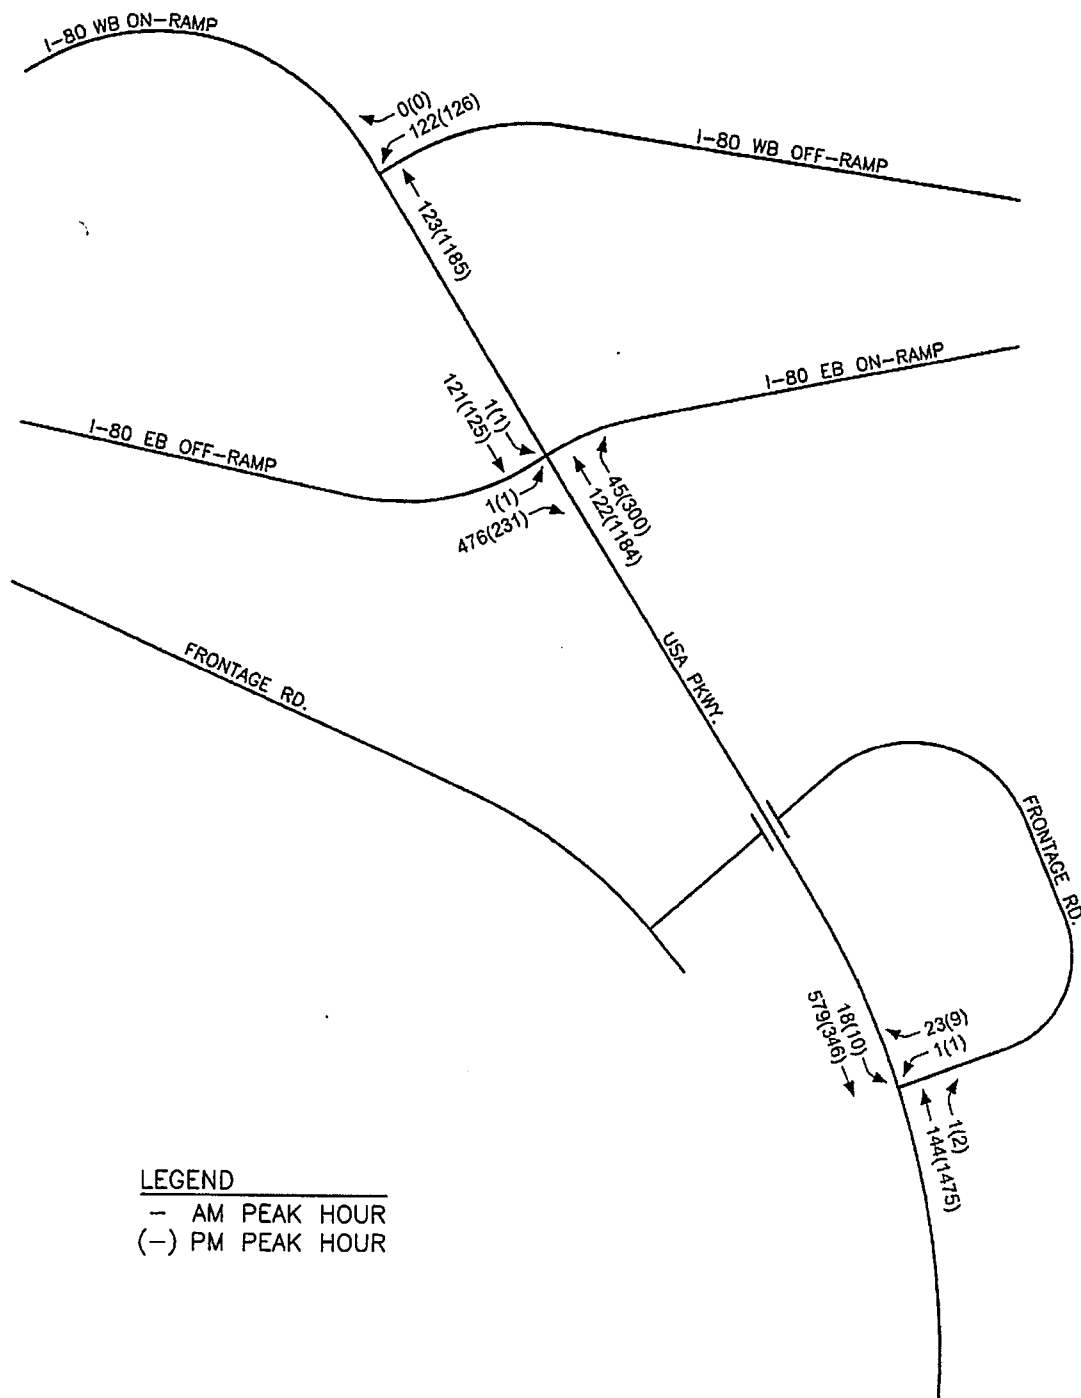 I-80 WB ON-RAMP
0(0)
122(126)
I-80 WB OFF-RAMP
123(1185)
I-80 EB ON-RAMP
1(1)
121(125)
I-80 EB OFF-RAMP
1(1)
476(231)
45(300)
122(1184)
FRONTAGE RD.
USA PKWY.
FRONTAGE RD.
18(10)
579(346)
23(9)
1(1)
1(2)
144(1475)
LEGEND
- AM PEAK HOUR
(-) PM PEAK HOUR